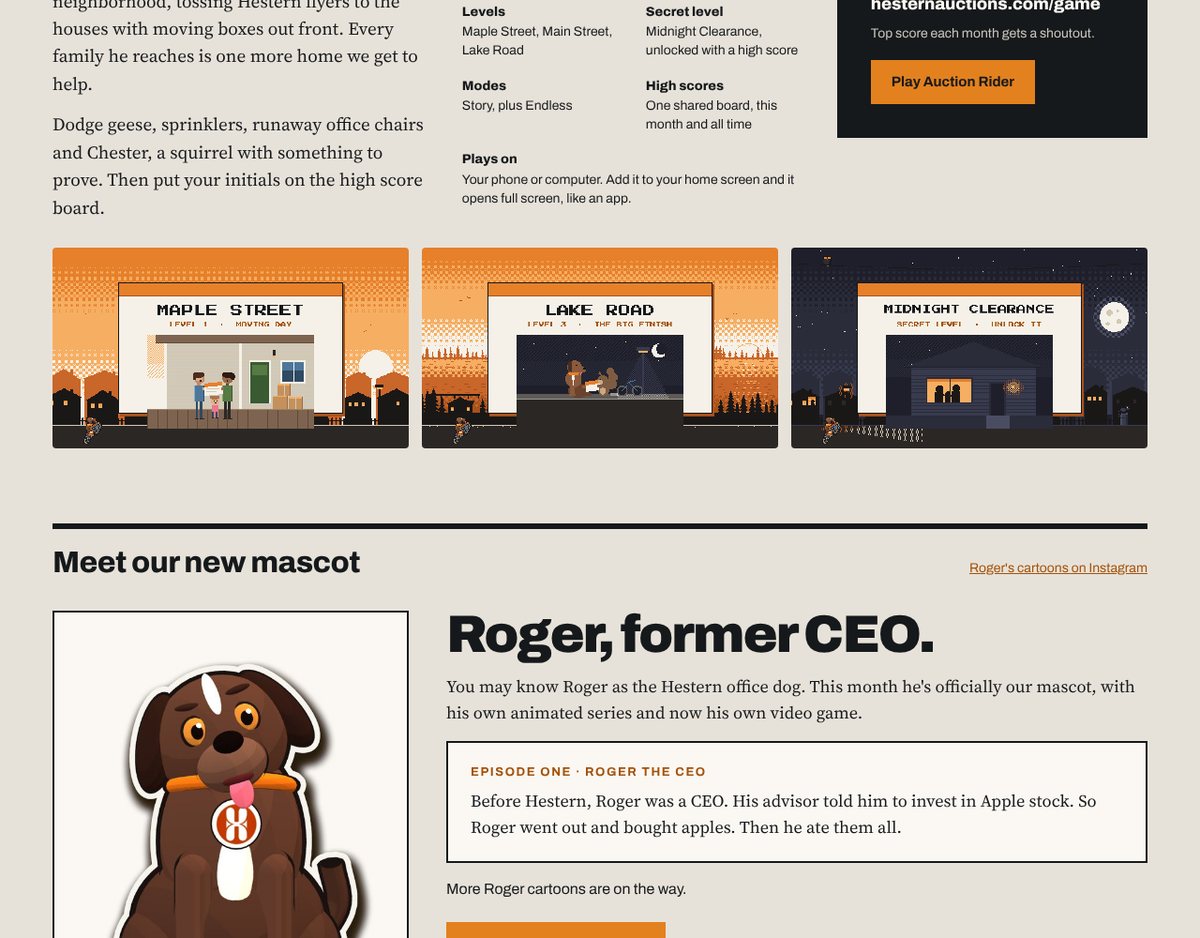 neighborhood, tossing Hestern flyers to the
houses with moving boxes out front. Every
family he reaches is one more home we get to
help.
Dodge geese, sprinklers, runaway office chairs
and Chester, a squirrel with something to
prove. Then put your initials on the high score
board.
Levels
Maple Street, Main Street,
Lake Road
Secret level
Midnight Clearance,
unlocked with a high score
Modes
Story, plus Endless
High scores
One shared board, this
month and all time
Plays on
Your phone or computer. Add it to your home screen and it
opens full screen, like an app.
hesternauctions.com/game
Top score each month gets a shoutout.
Play Auction Rider
MAPLE STREET
LEVEL 1 · MOVING DAY
LAKE ROAD
LEVEL 3 · THE BIG FINISH
MIDNIGHT CLEARANCE
SECRET LEVEL · UNLOCK IT
Meet our new mascot
Roger's cartoons on Instagram
Roger, former CEO.
You may know Roger as the Hestern office dog. This month he's officially our mascot, with
his own animated series and now his own video game.
EPISODE ONE · ROGER THE CEO
Before Hestern, Roger was a CEO. His advisor told him to invest in Apple stock. So
Roger went out and bought apples. Then he ate them all.
More Roger cartoons are on the way.